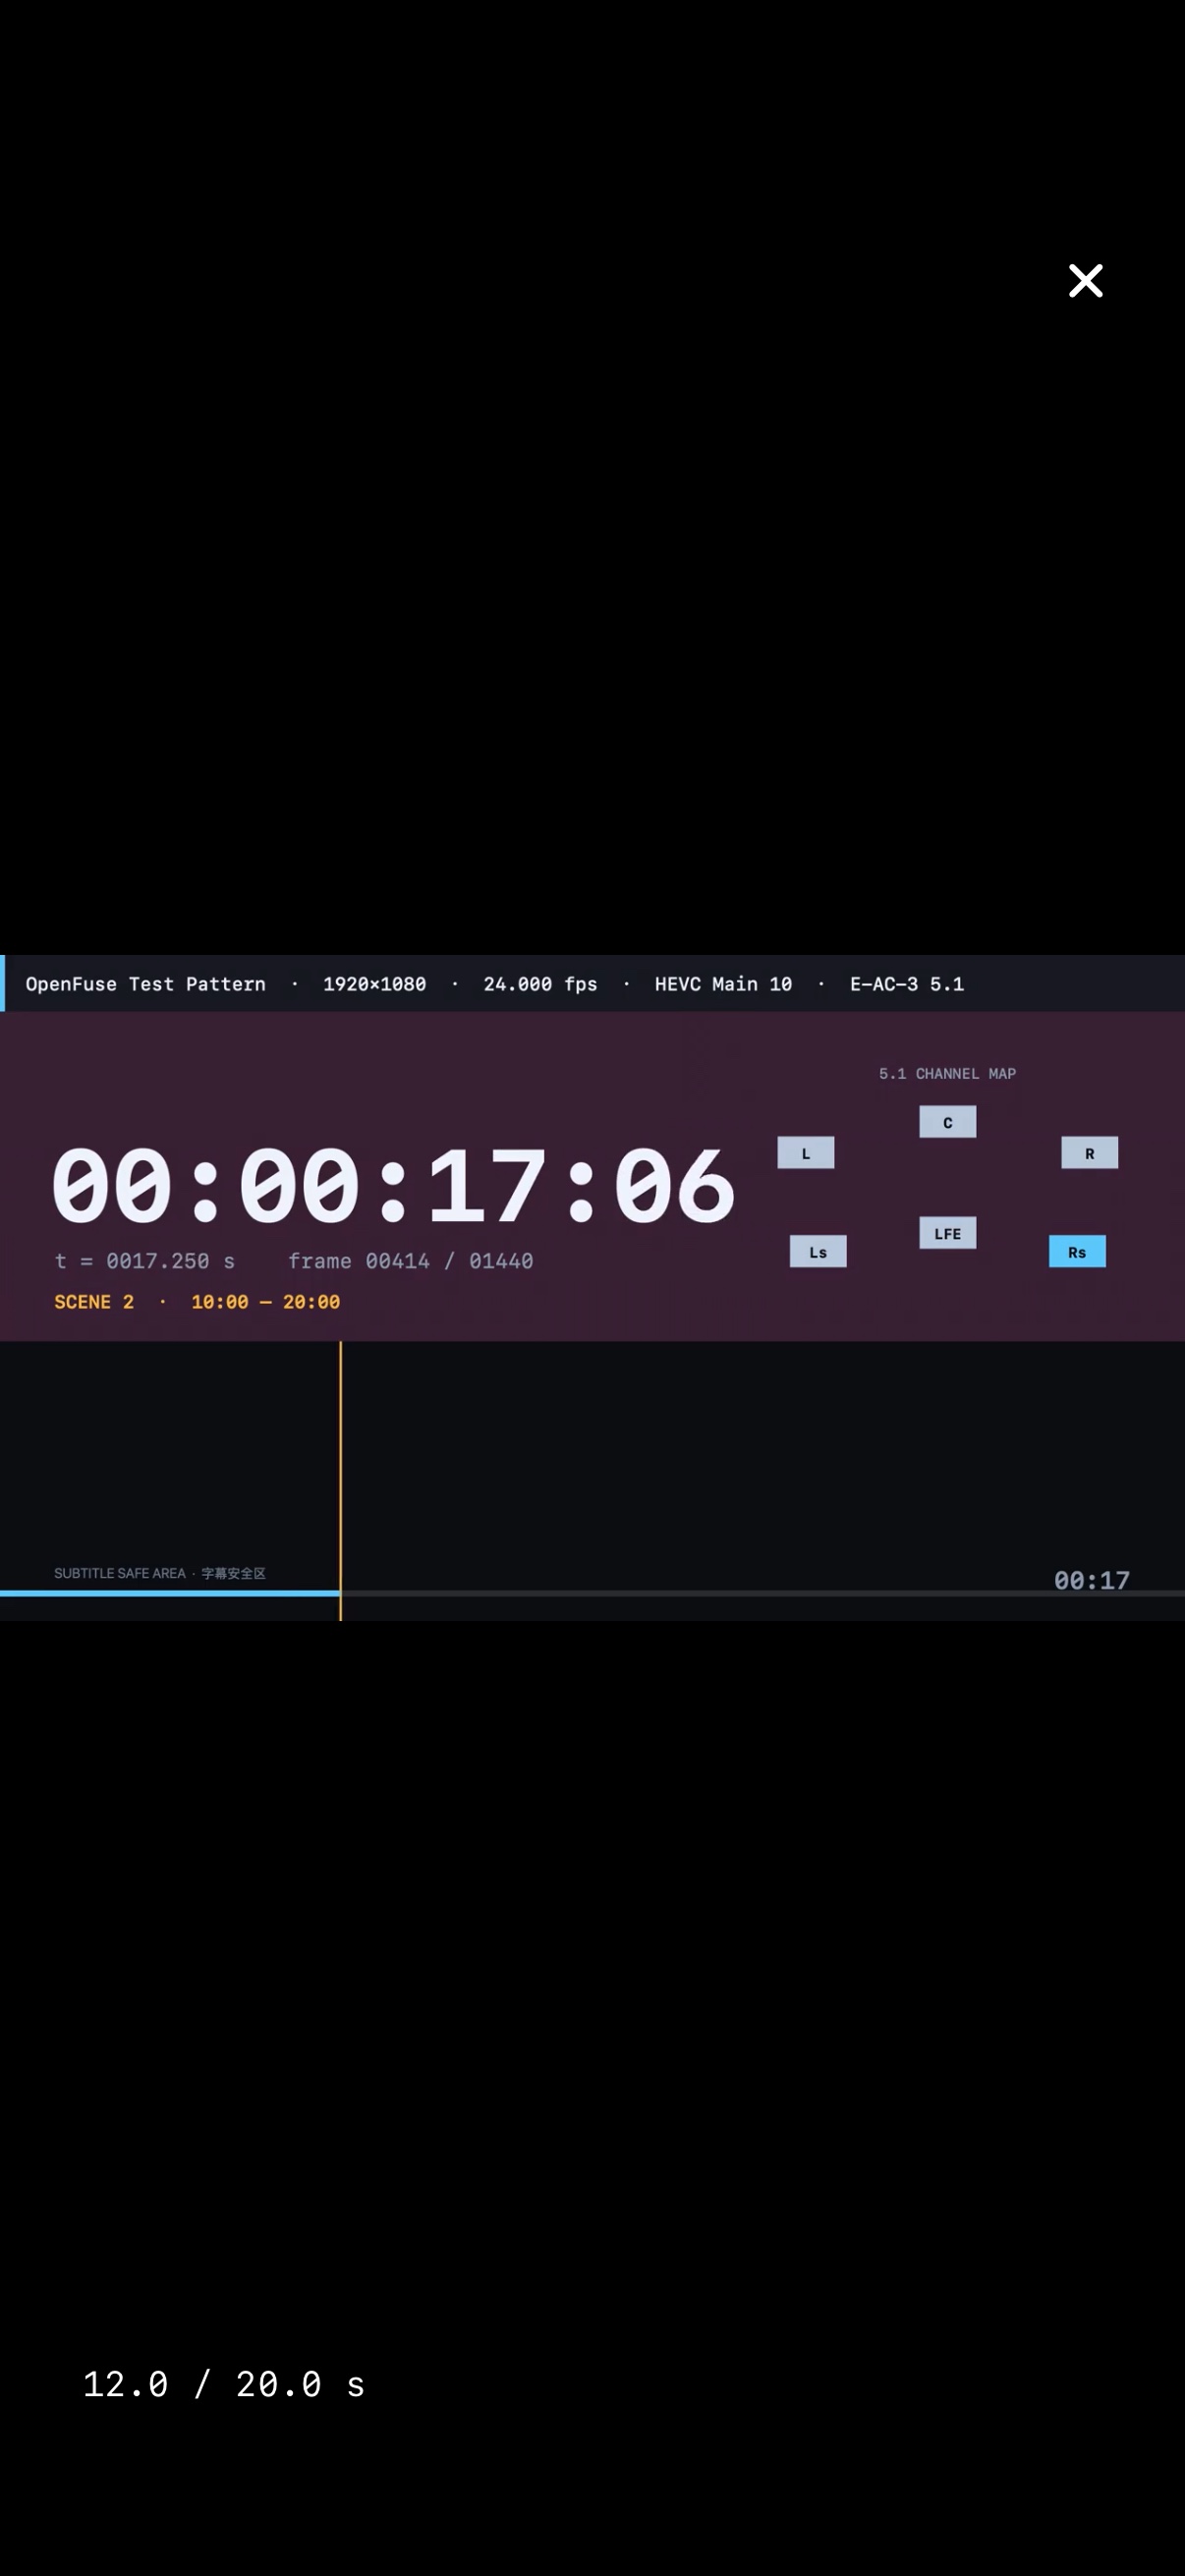 OpenFuse Test Pattern · 1920×1080 · 24.000 fps · HEVC Main 10 · E-AC-3 5.1
5.1 CHANNEL MAP
C
L
R
00:00:17:06
LFE
Ls
Rs
t = 0017.250 s frame 00414 / 01440
SCENE 2 · 10:00 — 20:00
SUBTITLE SAFE AREA · 字幕安全区
00:17
12.0 / 20.0 s